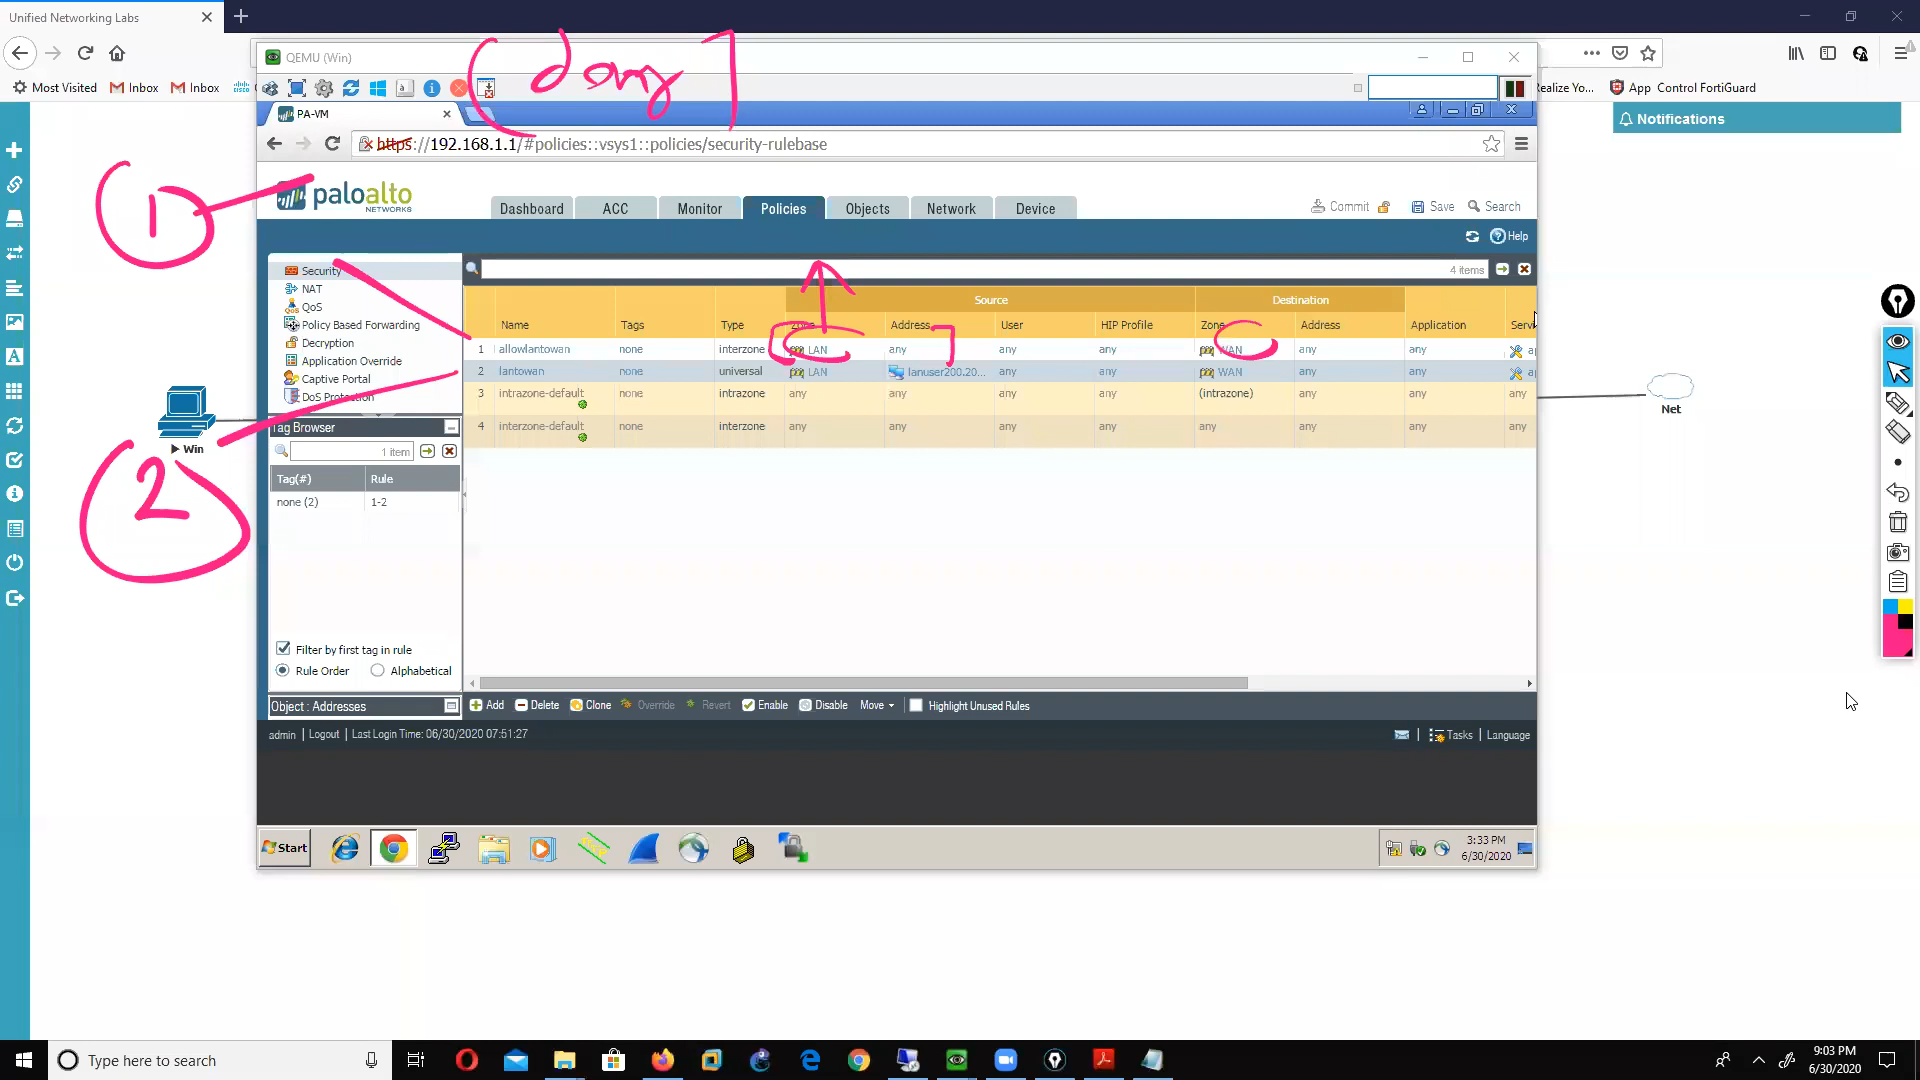 Unified Networking Labs
QEMU (Win)
Most Visited
Inbox
Inbox
cisco
Realize Yo...
App Control FortiGuard
deny
PA-VM
Notifications
https://192.168.1.1/#policies::vsys1::policies/security-rulebase
1
paloalto
NETWORKS
Dashboard
ACC
Monitor
Policies
Objects
Network
Device
Commit
Save
Search
Help
Security
NAT
QoS
Policy Based Forwarding
Decryption
Application Override
Captive Portal
DoS Protection
4 items
Source
Destination
Name Tags Type Zone Address User HIP Profile Zone Address Application Servi
1 allowlantowan none interzone LAN any any any WAN any any ap
2 lantowan none universal LAN lanuser200.20... any any WAN any any ap
3 intrazone-default none intrazone any any any any (intrazone) any any any
4 interzone-default none interzone any any any any any any any any
Win
Net
2
Tag Browser
1 item
Tag(#) Rule
none (2) 1-2
Filter by first tag in rule
Rule Order
Alphabetical
Object : Addresses
Add
Delete
Clone
Override
Revert
Enable
Disable
Move
Highlight Unused Rules
admin | Logout | Last Login Time: 06/30/2020 07:51:27
Tasks | Language
Start
3:33 PM
6/30/2020
Type here to search
9:03 PM
6/30/2020